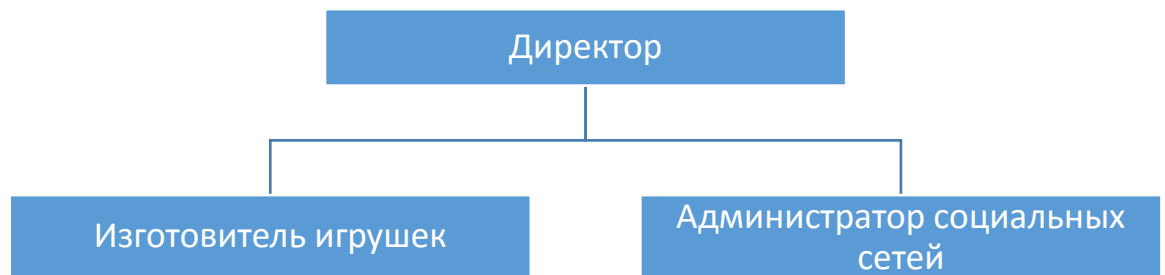 Директор
Изготовитель игрушек
Администратор социальных
сетей